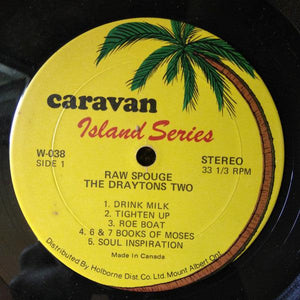 caravan
Island Series
W-038
SIDE 1
STEREO
33 1/3 RPM
RAW SPOUGE
THE DRAYTONS TWO
1. DRINK MILK
2. TIGHTEN UP
3. ROE BOAT
4. 6 & 7 BOOKS OF MOSES
5. SOUL INSPIRATION
Made in Canada
Distributed By Holborne Dist. Co. Ltd. Mount Albert Ont.